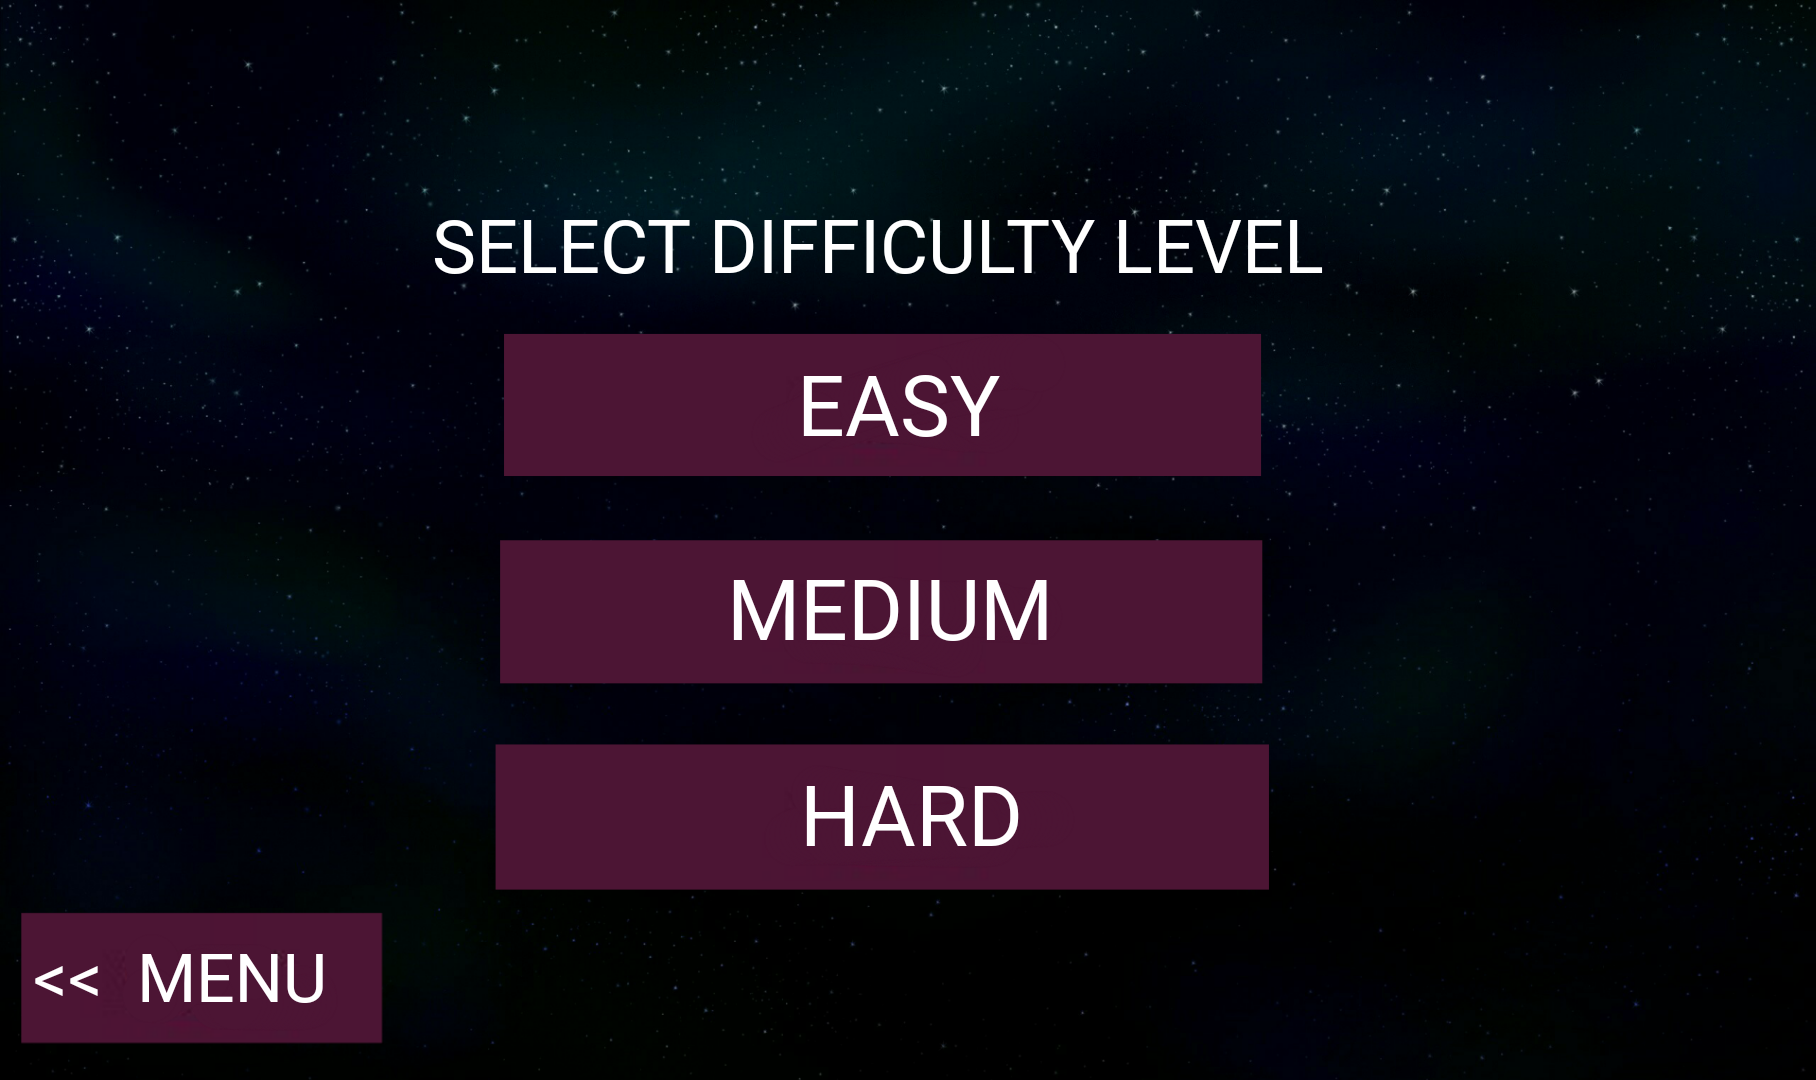 SELECT DIFFICULTY LEVEL
EASY
MEDIUM
HARD
<< MENU